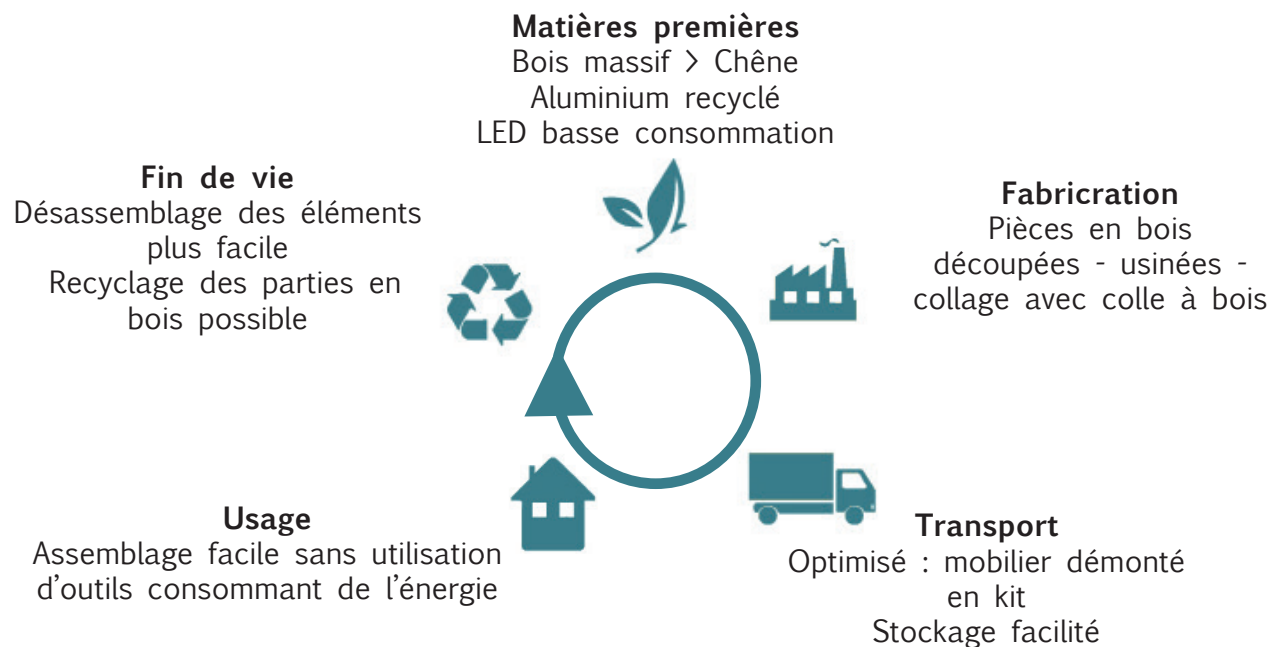 Matières premières
Bois massif > Chêne
Aluminium recyclé
LED basse consommation
Fabricration
Pièces en bois
découpées - usinées -
collage avec colle à bois
Transport
Optimisé : mobilier démonté
en kit
Stockage facilité
Usage
Assemblage facile sans utilisation
d'outils consommant de l'énergie
Fin de vie
Désassemblage des éléments
plus facile
Recyclage des parties en
bois possible